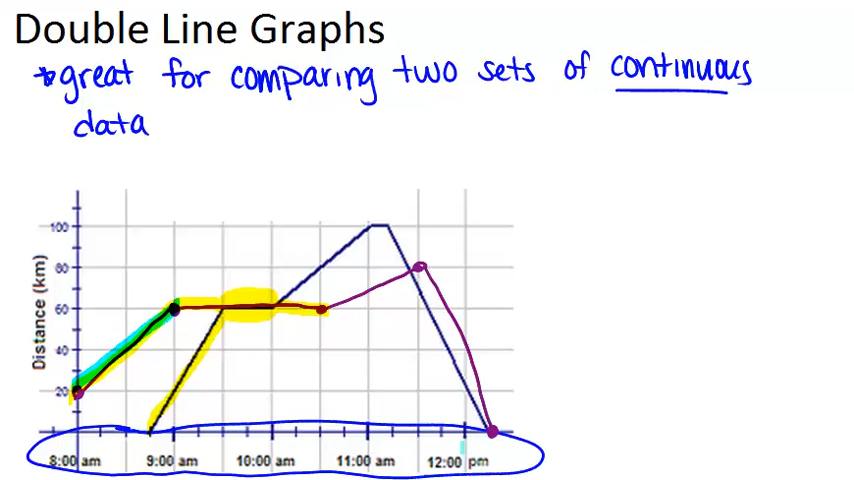 Double Line Graphs
*great for comparing two sets of continuous
data
Distance (km)
100
80
60
40
20
8:00 am 9:00 am 10:00 am 11:00 am 12:00 pm